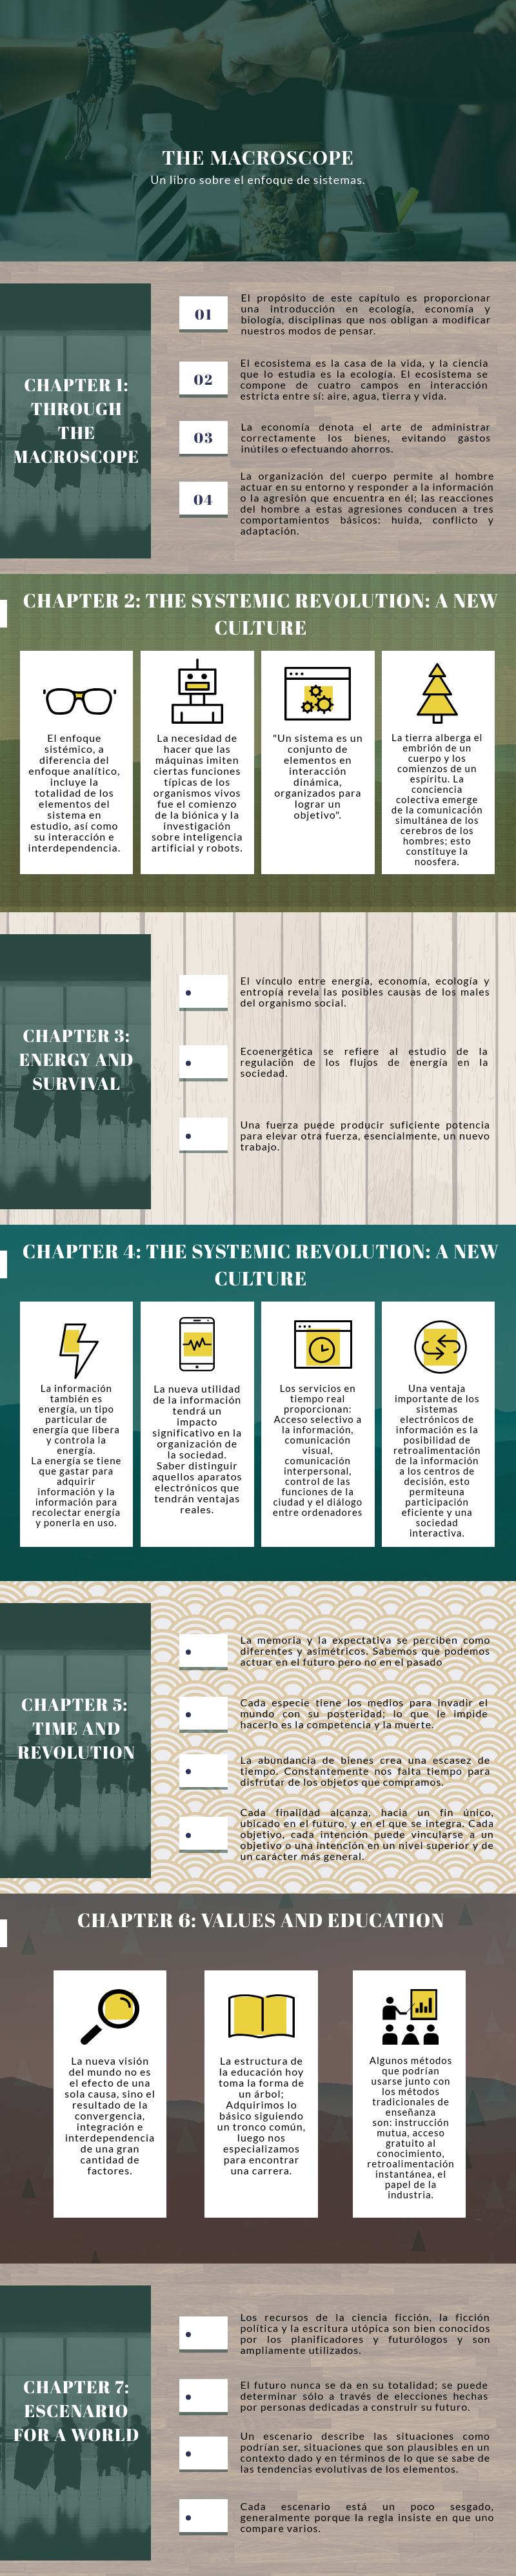 THE MACROSCOPE
Un libro sobre el enfoque de sistemas.
CHAPTER 1:
THROUGH
THE
MACROSCOPE
01
El propósito de este capítulo es proporcionar
una introducción en ecología, economía y
biología, disciplinas que nos obligan a modificar
nuestros modos de pensar.
02
El ecosistema es la casa de la vida, y la ciencia
que lo estudia es la ecología. El ecosistema se
compone de cuatro campos en interacción
estricta entre sí: aire, agua, tierra y vida.
03
La economía denota el arte de administrar
correctamente los bienes, evitando gastos
inútiles o efectuando ahorros.
04
La organización del cuerpo permite al hombre
actuar en su entorno y responder a la información
o la agresión que encuentra en él; las reacciones
del hombre a estas agresiones conducen a tres
comportamientos básicos: huida, conflicto y
adaptación.
CHAPTER 2: THE SYSTEMIC REVOLUTION: A NEW
CULTURE
El enfoque
sistémico, a
diferencia del
enfoque analítico,
incluye la
totalidad de los
elementos del
sistema en
estudio, así como
su interacción e
interdependencia.
La necesidad de
hacer que las
máquinas imiten
ciertas funciones
típicas de los
organismos vivos
fue el comienzo
de la biónica y la
investigación
sobre inteligencia
artificial y robots.
"Un sistema es un
conjunto de
elementos en
interacción
dinámica,
organizados para
lograr un
objetivo".
La tierra alberga el
embrión de un
cuerpo y los
comienzos de un
espíritu. La
conciencia
colectiva emerge
de la comunicación
simultánea de los
cerebros de los
hombres; esto
constituye la
noosfera.
CHAPTER 3:
ENERGY AND
SURVIVAL
El vínculo entre energía, economía, ecología y
entropía revela las posibles causas de los males
del organismo social.
Ecoenergética se refiere al estudio de la
regulación de los flujos de energía en la
sociedad.
Una fuerza puede producir suficiente potencia
para elevar otra fuerza, esencialmente, un nuevo
trabajo.
CHAPTER 4: THE SYSTEMIC REVOLUTION: A NEW
CULTURE
La información
también es
energía, un tipo
particular de
energía que libera
y controla la
energía.
La energía se tiene
que gastar para
adquirir
información y la
información para
recolectar energía
y ponerla en uso.
La nueva utilidad
de la información
tendrá un
impacto
significativo en la
organización de
la sociedad.
Saber distinguir
aquellos aparatos
electrónicos que
tendrán ventajas
reales.
Los servicios en
tiempo real
proporcionan:
Acceso selectivo a
la información,
comunicación
visual,
comunicación
interpersonal,
control de las
funciones de la
ciudad y el diálogo
entre ordenadores
Una ventaja
importante de los
sistemas
electrónicos de
información es la
posibilidad de
retroalimentación
de la información
a los centros de
decisión, esto
permiteuna
participación
eficiente y una
sociedad
interactiva.
CHAPTER 5:
TIME AND
REVOLUTION
La memoria y la expectativa se perciben como
diferentes y asimétricos. Sabemos que podemos
actuar en el futuro pero no en el pasado
Cada especie tiene los medios para invadir el
mundo con su posteridad; lo que le impide
hacerlo es la competencia y la muerte.
La abundancia de bienes crea una escasez de
tiempo. Constantemente nos falta tiempo para
disfrutar de los objetos que compramos.
Cada finalidad alcanza, hacia un fin único,
ubicado en el futuro, y en el que se integra. Cada
objetivo, cada intención puede vincularse a un
objetivo o una intención en un nivel superior y de
un carácter más general.
CHAPTER 6: VALUES AND EDUCATION
La nueva visión
del mundo no es
el efecto de una
sola causa, sino el
resultado de la
convergencia,
integración e
interdependencia
de una gran
cantidad de
factores.
La estructura de
la educación hoy
toma la forma de
un árbol;
Adquirimos lo
básico siguiendo
un tronco común,
luego nos
especializamos
para encontrar
una carrera.
Algunos métodos
que podrían
usarse junto con
los métodos
tradicionales de
enseñanza
son: instrucción
mutua, acceso
gratuito al
conocimiento,
retroalimentación
instantánea, el
papel de la
industria.
CHAPTER 7:
ESCENARIO
FOR A WORLD
Los recursos de la ciencia ficción, la ficción
política y la escritura utópica son bien conocidos
por los planificadores y futurólogos y son
ampliamente utilizados.
El futuro nunca se da en su totalidad; se puede
determinar sólo a través de elecciones hechas
por personas dedicadas a construir su futuro.
Un escenario describe las situaciones como
podrían ser, situaciones que son plausibles en un
contexto dado y en términos de lo que se sabe de
las tendencias evolutivas de los elementos.
Cada escenario está un poco sesgado,
generalmente porque la regla insiste en que uno
compare varios.